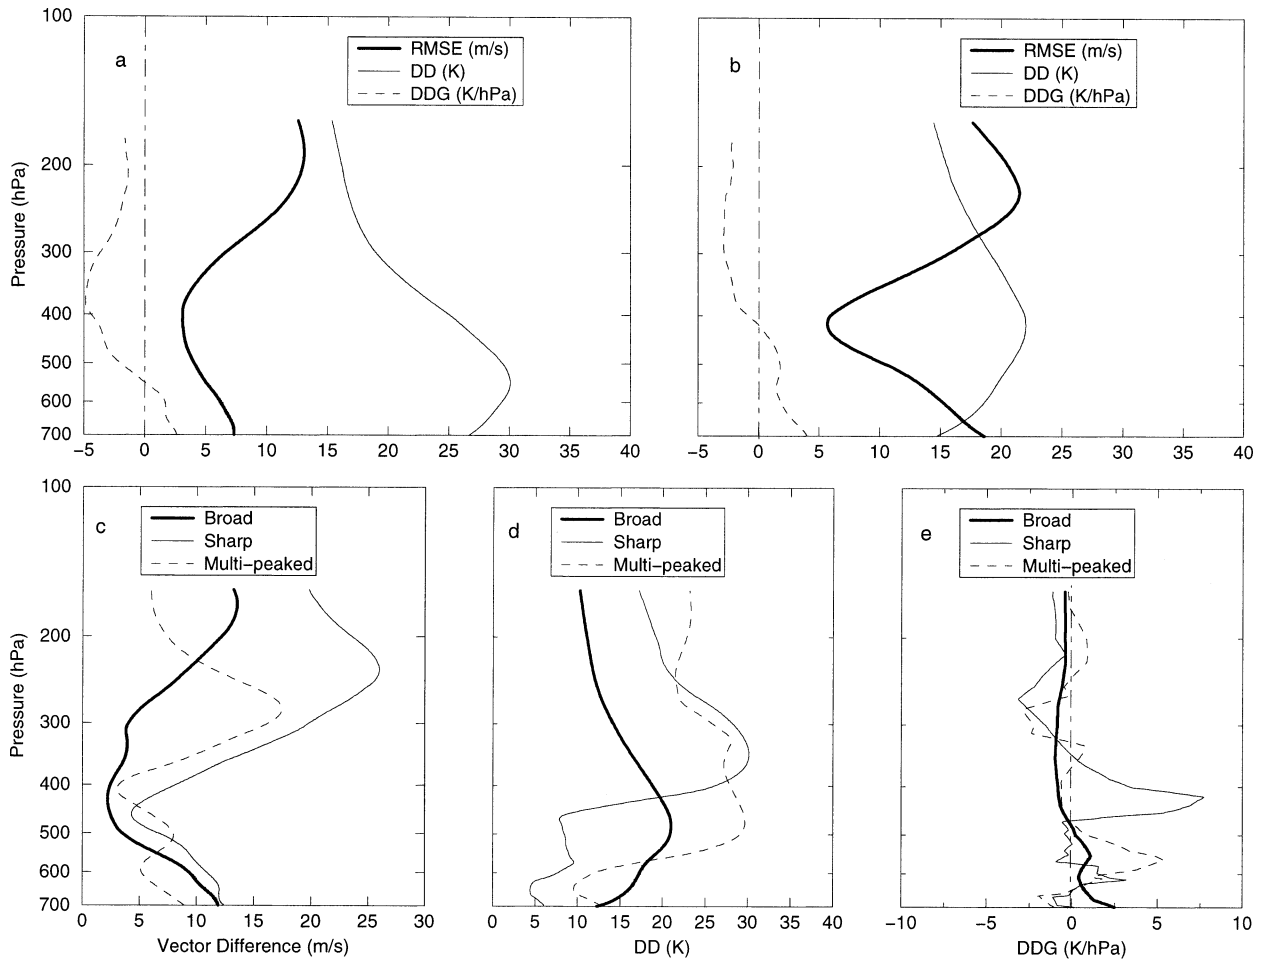 100
200
300
400
500
600
700
Pressure (hPa)
a
RMSE (m/s)
DD (K)
DDG (K/hPa)
−5 0 5 10 15 20 25 30 35 40
b
RMSE (m/s)
DD (K)
DDG (K/hPa)
−5 0 5 10 15 20 25 30 35 40
100
200
300
400
500
600
700
Pressure (hPa)
c
Broad
Sharp
Multi−peaked
0 5 10 15 20 25 30
Vector Difference (m/s)
d
Broad
Sharp
Multi−peaked
0 5 10 15 20 25 30 35 40
DD (K)
e
Broad
Sharp
Multi−peaked
−10 −5 0 5 10
DDG (K/hPa)